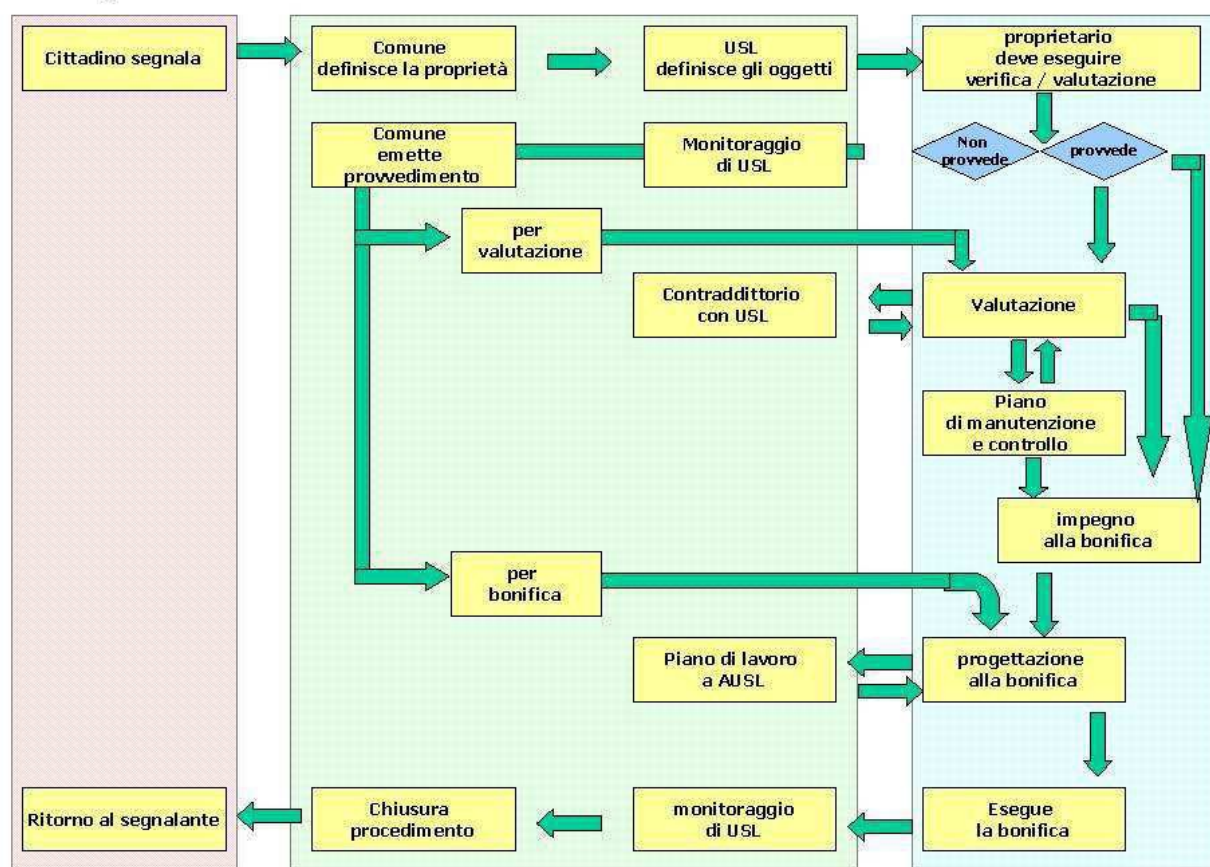 Cittadino segnala
Comune
definisce la proprietà
USL
definisce gli oggetti
proprietario
deve eseguire
verifica / valutazione
Comune
emette
provvedimento
Monitoraggio
di USL
Non
provvede
provvede
per
valutazione
Contraddittorio
con USL
Valutazione
Piano
di manutenzione
e controllo
impegno
alla bonifica
per
bonifica
Piano di lavoro
a AUSL
progettazione
alla bonifica
Ritorno al segnalante
Chiusura
procedimento
monitoraggio
di USL
Esegue
la bonifica